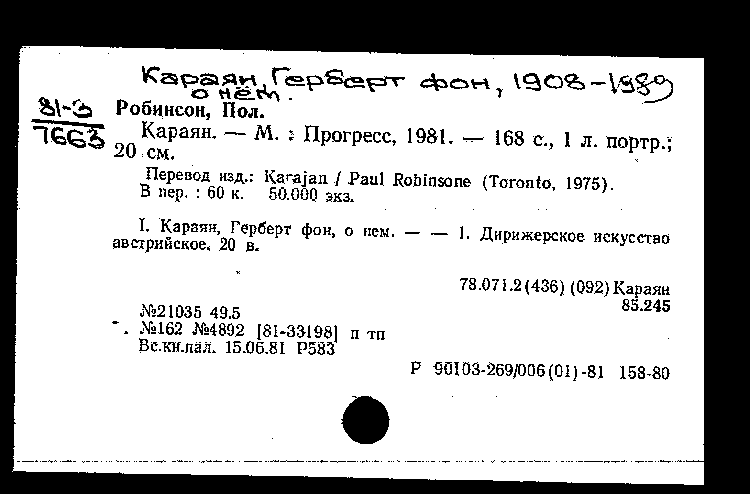 Караян, Герберт фон, 1908-1989
о нём.
81-3
7663
Робинсон, Пол.
Караян. — М. : Прогресс, 1981. — 168 с., 1 л. портр.;
20 см.
Перевод изд.: Karajan / Paul Robinsone (Toronto, 1975).
В пер. : 60 к. 50.000 экз.
I. Караян, Герберт фон, о нем. — — 1. Дирижерское искусство
австрийское. 20 в.
78.071.2(436) (092) Караян
85.245
№21035 49.5
№162 №4892 [81-33198] п тп
Вс.кн.пал. 15.06.81 Р583
Р 90103-269/006(01)-81 158-80